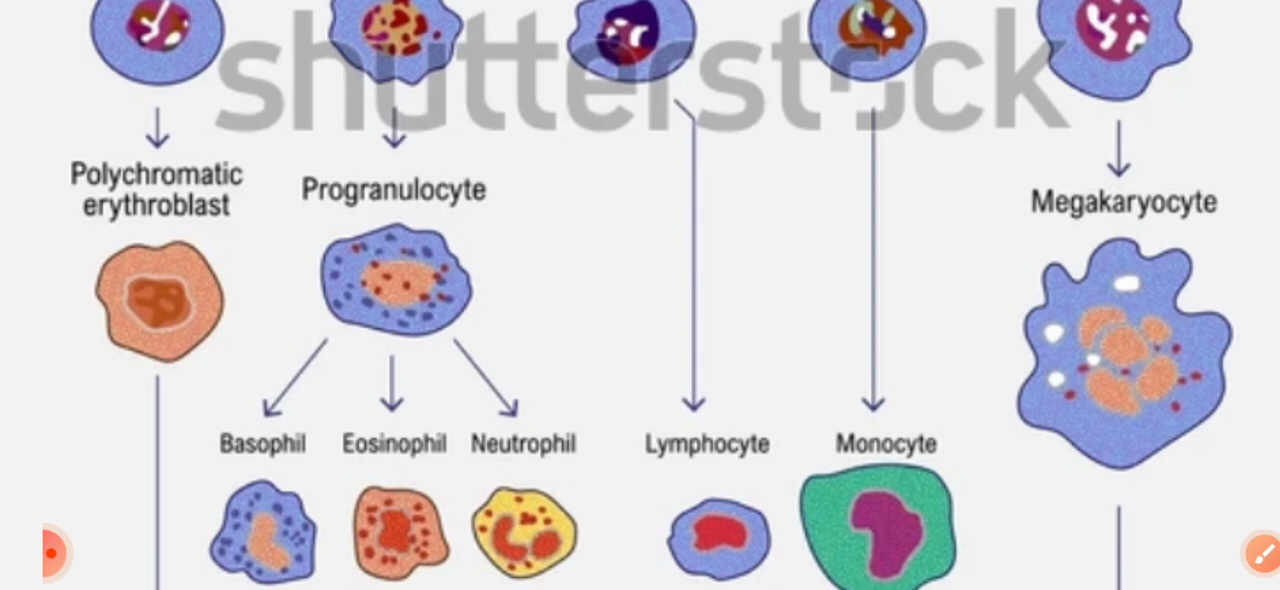 shutterstock
Polychromatic
erythroblast
Progranulocyte
Megakaryocyte
Basophil
Eosinophil
Neutrophil
Lymphocyte
Monocyte